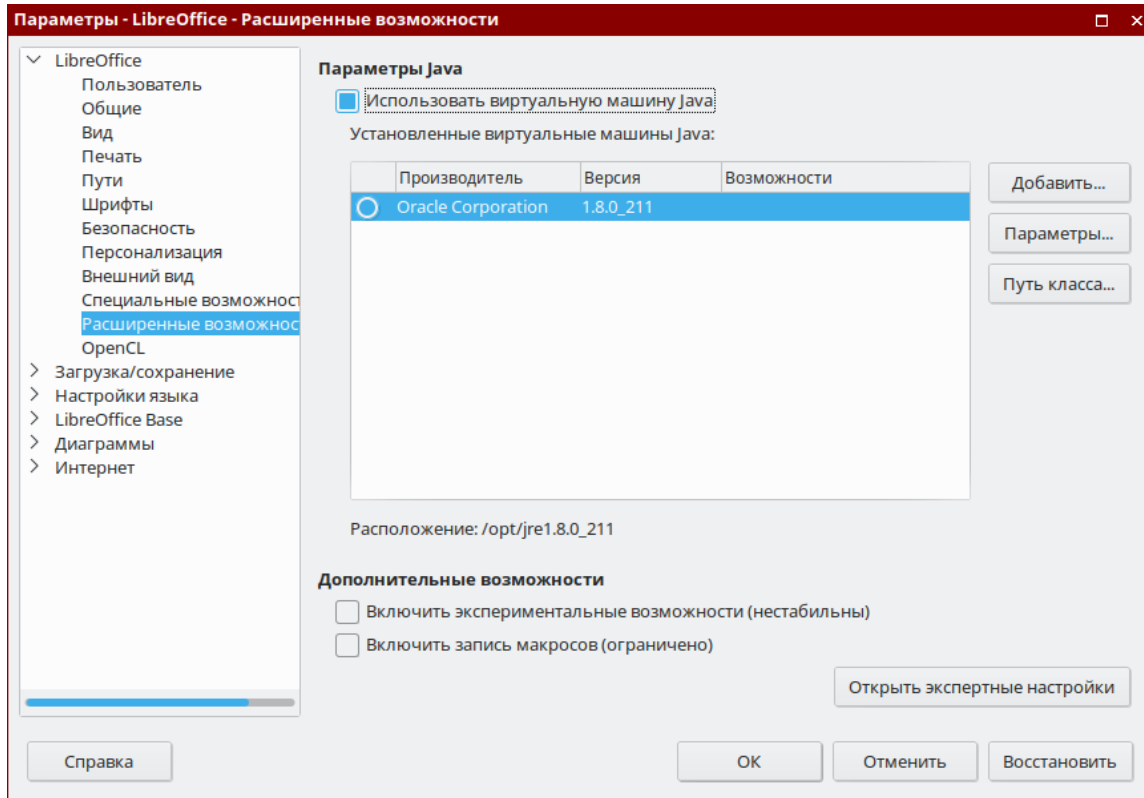 Параметры - LibreOffice - Расширенные возможности
LibreOffice
Пользователь
Общие
Вид
Печать
Пути
Шрифты
Безопасность
Персонализация
Внешний вид
Специальные возможност
Расширенные возможнос
OpenCL
Загрузка/сохранение
Настройки языка
LibreOffice Base
Диаграммы
Интернет
Параметры Java
Использовать виртуальную машину Java
Установленные виртуальные машины Java:
Производитель Версия Возможности
Oracle Corporation 1.8.0_211
Добавить...
Параметры...
Путь класса...
Расположение: /opt/jre1.8.0_211
Дополнительные возможности
Включить экспериментальные возможности (нестабильны)
Включить запись макросов (ограничено)
Открыть экспертные настройки
Справка
ОК
Отменить
Восстановить